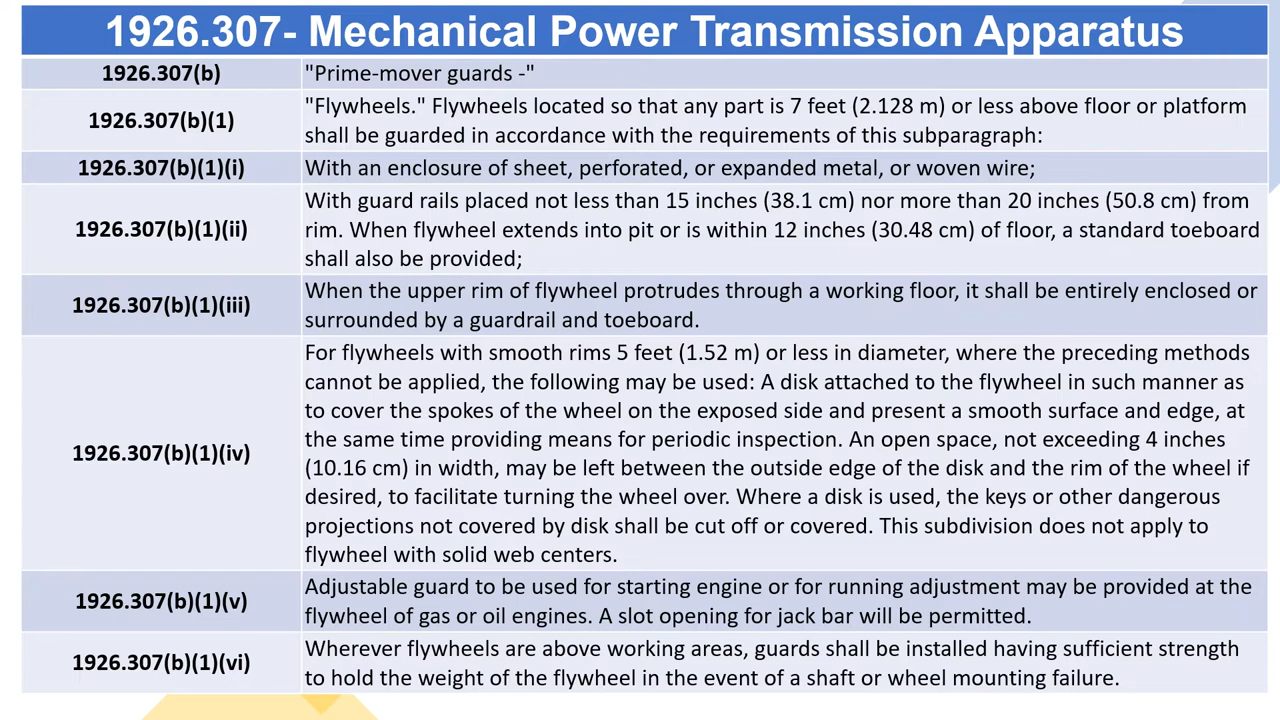 1926.307- Mechanical Power Transmission Apparatus
1926.307(b)
"Prime-mover guards -"
1926.307(b)(1)
"Flywheels." Flywheels located so that any part is 7 feet (2.128 m) or less above floor or platform
shall be guarded in accordance with the requirements of this subparagraph:
1926.307(b)(1)(i)
With an enclosure of sheet, perforated, or expanded metal, or woven wire;
1926.307(b)(1)(ii)
With guard rails placed not less than 15 inches (38.1 cm) nor more than 20 inches (50.8 cm) from
rim. When flywheel extends into pit or is within 12 inches (30.48 cm) of floor, a standard toeboard
shall also be provided;
1926.307(b)(1)(iii)
When the upper rim of flywheel protrudes through a working floor, it shall be entirely enclosed or
surrounded by a guardrail and toeboard.
1926.307(b)(1)(iv)
For flywheels with smooth rims 5 feet (1.52 m) or less in diameter, where the preceding methods
cannot be applied, the following may be used: A disk attached to the flywheel in such manner as
to cover the spokes of the wheel on the exposed side and present a smooth surface and edge, at
the same time providing means for periodic inspection. An open space, not exceeding 4 inches
(10.16 cm) in width, may be left between the outside edge of the disk and the rim of the wheel if
desired, to facilitate turning the wheel over. Where a disk is used, the keys or other dangerous
projections not covered by disk shall be cut off or covered. This subdivision does not apply to
flywheel with solid web centers.
1926.307(b)(1)(v)
Adjustable guard to be used for starting engine or for running adjustment may be provided at the
flywheel of gas or oil engines. A slot opening for jack bar will be permitted.
1926.307(b)(1)(vi)
Wherever flywheels are above working areas, guards shall be installed having sufficient strength
to hold the weight of the flywheel in the event of a shaft or wheel mounting failure.